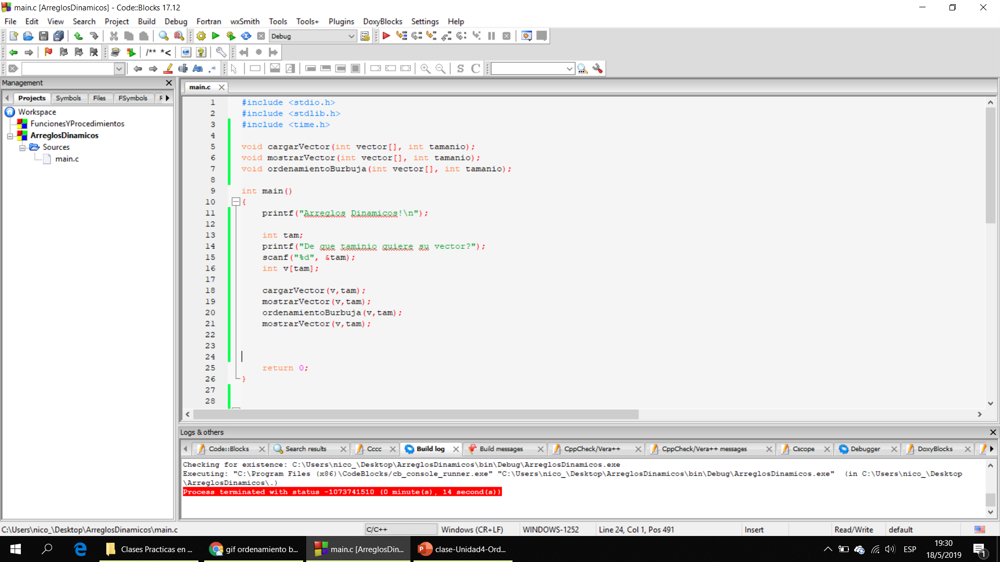 main.c [ArreglosDinamicos] - Code::Blocks 17.12
File Edit View Search Project Build Debug Fortran wxSmith Tools Tools+ Plugins DoxyBlocks Settings Help
Debug
/** *<
Aa .*
S C
Management
Projects Symbols Files FSymbols
Workspace
FuncionesYProcedimientos
ArreglosDinamicos
Sources
main.c
main.c
1 #include <stdio.h>
2 #include <stdlib.h>
3 #include <time.h>
4
5 void cargarVector(int vector[], int tamanio);
6 void mostrarVector(int vector[], int tamanio);
7 void ordenamientoBurbuja(int vector[], int tamanio);
8
9 int main()
10 {
11 printf("Arreglos Dinamicos!\n");
12
13 int tam;
14 printf("De que taminio quiere su vector?");
15 scanf("%d", &tam);
16 int v[tam];
17
18 cargarVector(v,tam);
19 mostrarVector(v,tam);
20 ordenamientoBurbuja(v,tam);
21 mostrarVector(v,tam);
22
23
24
25 return 0;
26 }
27
28
Logs & others
Code::Blocks Search results Cccc Build log Build messages CppCheck/Vera++ CppCheck/Vera++ messages Cscope Debugger DoxyBlocks
Checking for existence: C:\Users\nico_\Desktop\ArreglosDinamicos\bin\Debug\ArreglosDinamicos.exe
Executing: "C:\Program Files (x86)\CodeBlocks/cb_console_runner.exe" "C:\Users\nico_\Desktop\ArreglosDinamicos\bin\Debug\ArreglosDinamicos.exe" (in C:\Users\nico_\Desktop
\ArreglosDinamicos\.)
Process terminated with status -1073741510 (0 minute(s), 14 second(s))
C:\Users\nico_\Desktop\ArreglosDinamicos\main.c C/C++ Windows (CR+LF) WINDOWS-1252 Line 24, Col 1, Pos 491 Insert Read/Write default
Clases Practicas en ... gif ordenamiento b... main.c [ArreglosDin... clase-Unidad4-Ord... ESP 19:30
18/5/2019 1